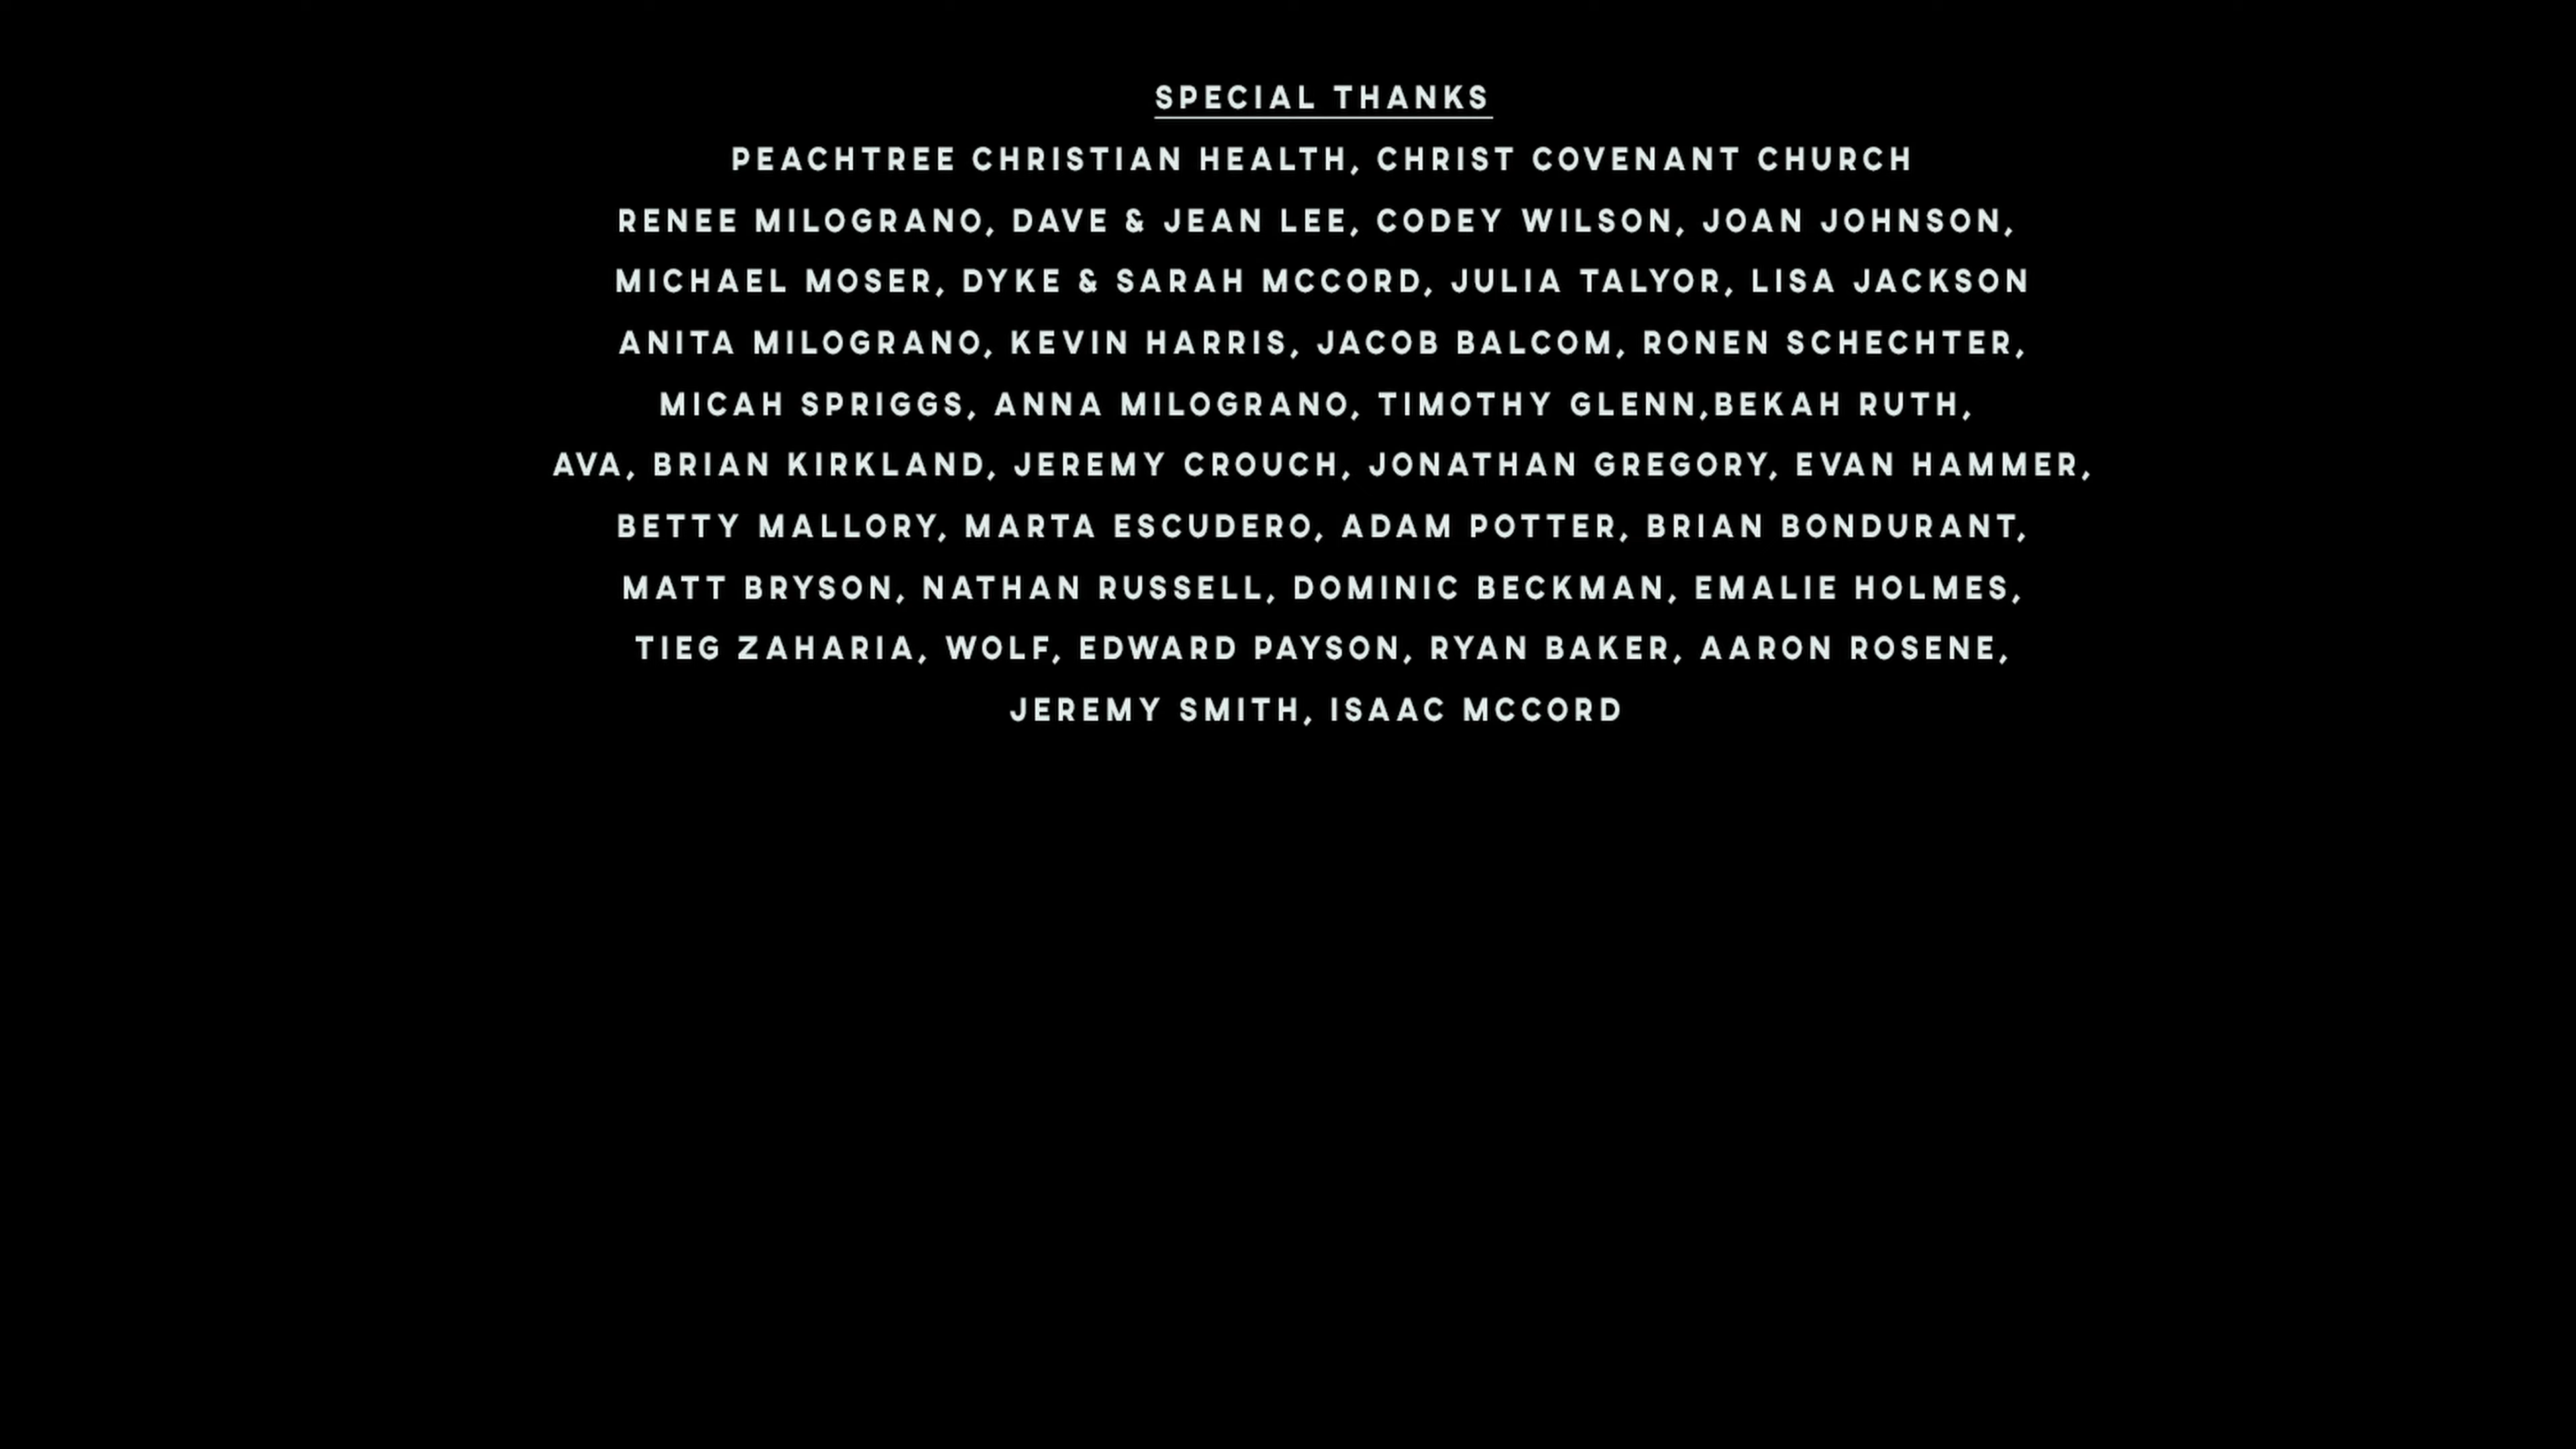 SPECIAL THANKS
PEACHTREE CHRISTIAN HEALTH, CHRIST COVENANT CHURCH
RENEE MILOGRANO, DAVE & JEAN LEE, CODEY WILSON, JOAN JOHNSON,
MICHAEL MOSER, DYKE & SARAH MCCORD, JULIA TALYOR, LISA JACKSON
ANITA MILOGRANO, KEVIN HARRIS, JACOB BALCOM, RONEN SCHECHTER,
MICAH SPRIGGS, ANNA MILOGRANO, TIMOTHY GLENN,BEKAH RUTH,
AVA, BRIAN KIRKLAND, JEREMY CROUCH, JONATHAN GREGORY, EVAN HAMMER,
BETTY MALLORY, MARTA ESCUDERO, ADAM POTTER, BRIAN BONDURANT,
MATT BRYSON, NATHAN RUSSELL, DOMINIC BECKMAN, EMALIE HOLMES,
TIEG ZAHARIA, WOLF, EDWARD PAYSON, RYAN BAKER, AARON ROSENE,
JEREMY SMITH, ISAAC MCCORD